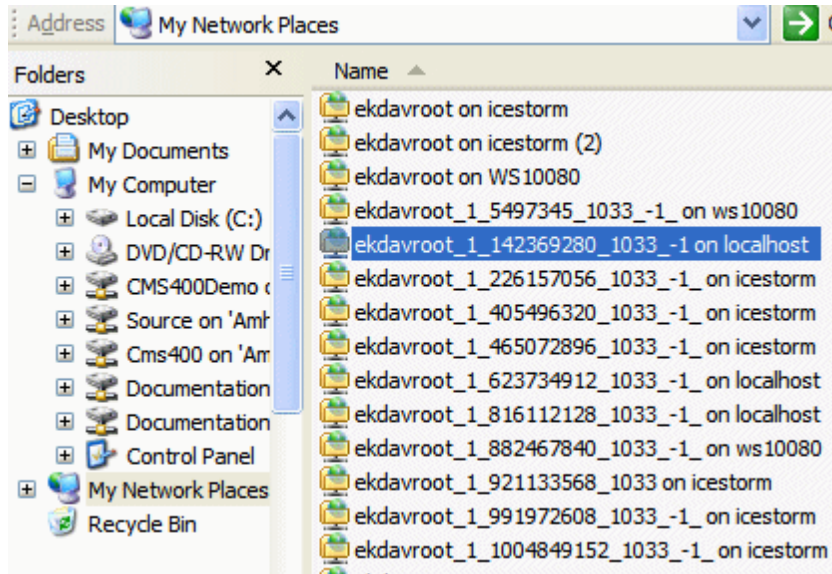 Address My Network Places
Folders
Desktop
My Documents
My Computer
Local Disk (C:)
DVD/CD-RW Dr
CMS400Demo
Source on 'Amh
Cms400 on 'Am
Documentation
Documentation
Control Panel
My Network Places
Recycle Bin
Name
ekdavroot on icestorm
ekdavroot on icestorm (2)
ekdavroot on WS10080
ekdavroot_1_5497345_1033_-1_ on ws10080
ekdavroot_1_142369280_1033_-1 on localhost
ekdavroot_1_226157056_1033_-1_ on icestorm
ekdavroot_1_405496320_1033_-1_ on icestorm
ekdavroot_1_465072896_1033_-1_ on icestorm
ekdavroot_1_623734912_1033_-1_ on localhost
ekdavroot_1_816112128_1033_-1_ on localhost
ekdavroot_1_882467840_1033_-1_ on ws10080
ekdavroot_1_921133568_1033 on icestorm
ekdavroot_1_991972608_1033_-1_ on icestorm
ekdavroot_1_1004849152_1033_-1_ on icestorm